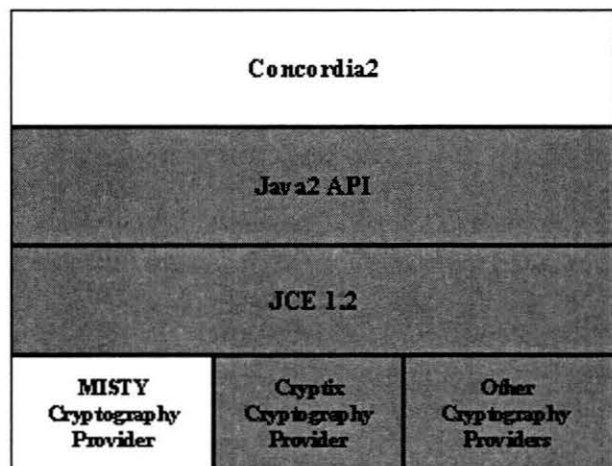 Concordia2
Java2 API
JCE 1.2
MISTY
Cryptography
Provider
Cryptix
Cryptography
Provider
Other
Cryptography
Providers